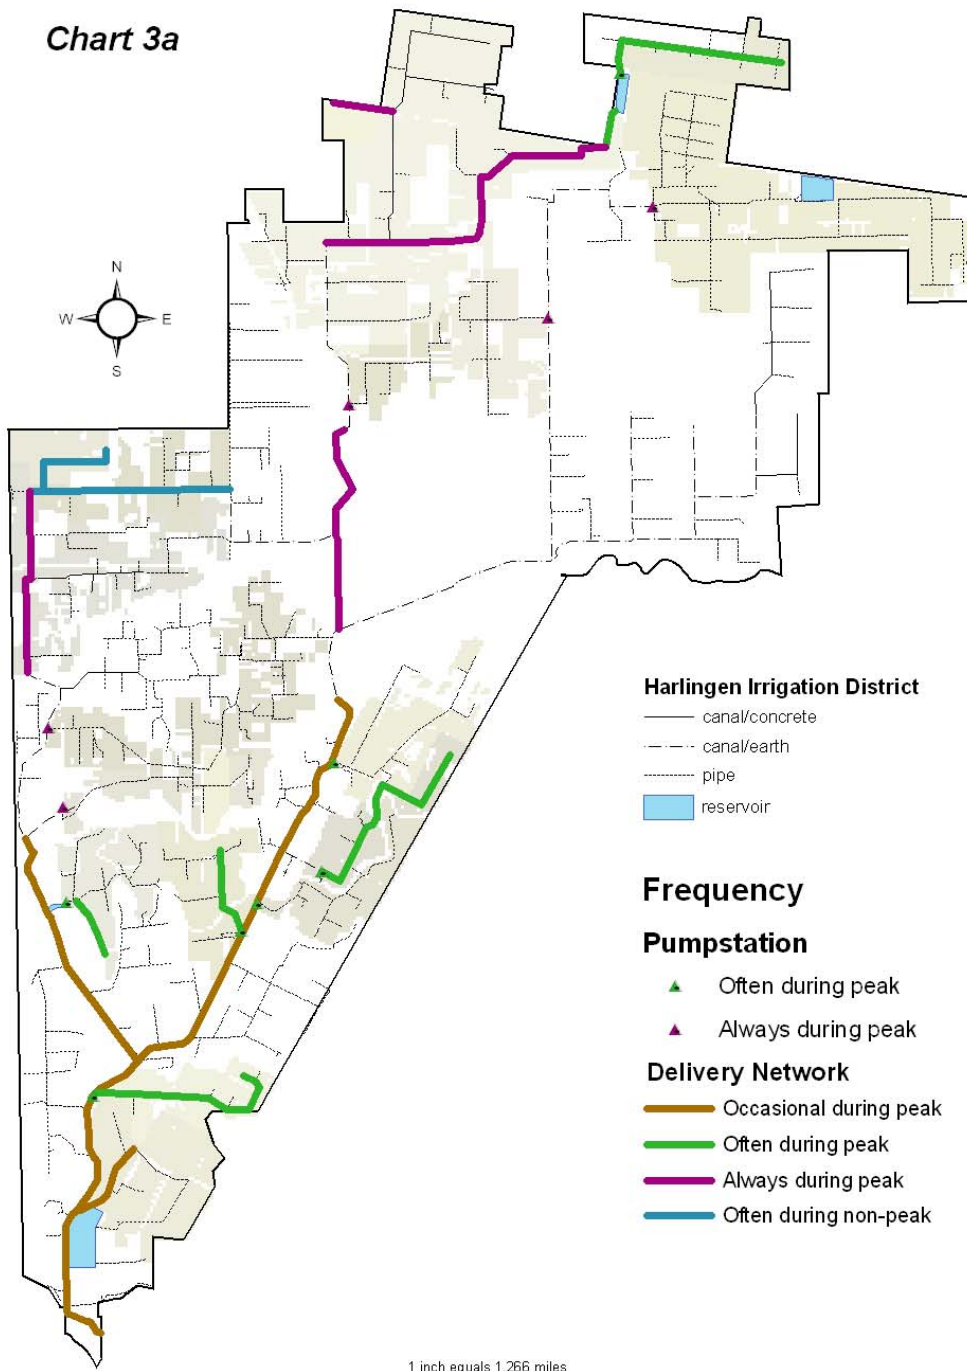 Chart 3a
N
W E
S
Harlingen Irrigation District
canal/concrete
canal/earth
pipe
reservoir
Frequency
Pumpstation
Often during peak
Always during peak
Delivery Network
Occasional during peak
Often during peak
Always during peak
Often during non-peak
1 inch equals 1.266 miles